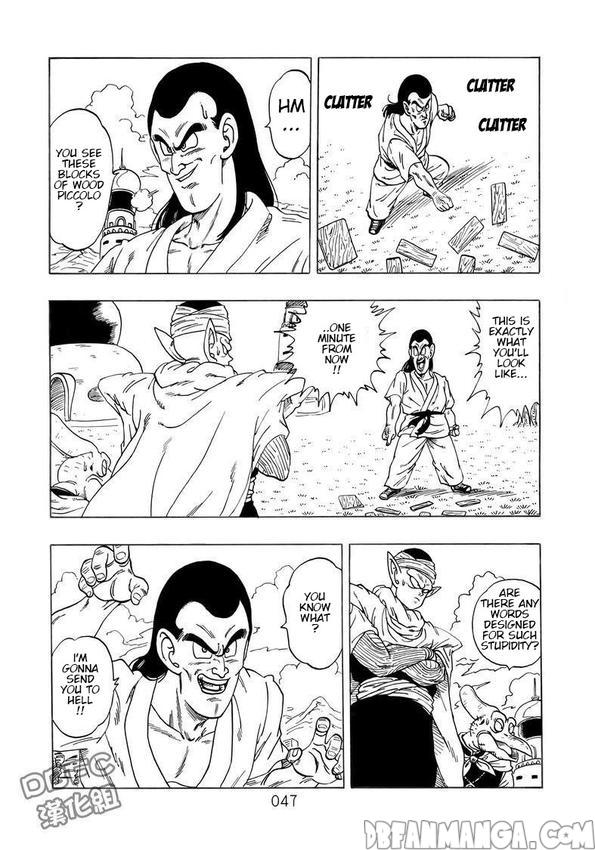 CLATTER
CLATTER
CLATTER
HM
...
YOU SEE
THESE
BLOCKS
OF WOOD
PICCOLO
?
THIS IS
EXACTLY
WHAT
YOU'LL
LOOK
LIKE...
..ONE
MINUTE
FROM
NOW !!
ARE
THERE ANY
WORDS
DESIGNED
FOR SUCH
STUPIDITY?
YOU
KNOW
WHAT
?
I'M
GONNA
SEND
YOU TO
HELL
!!
047
DBFC
漢化組
DBFANMANGA.COM